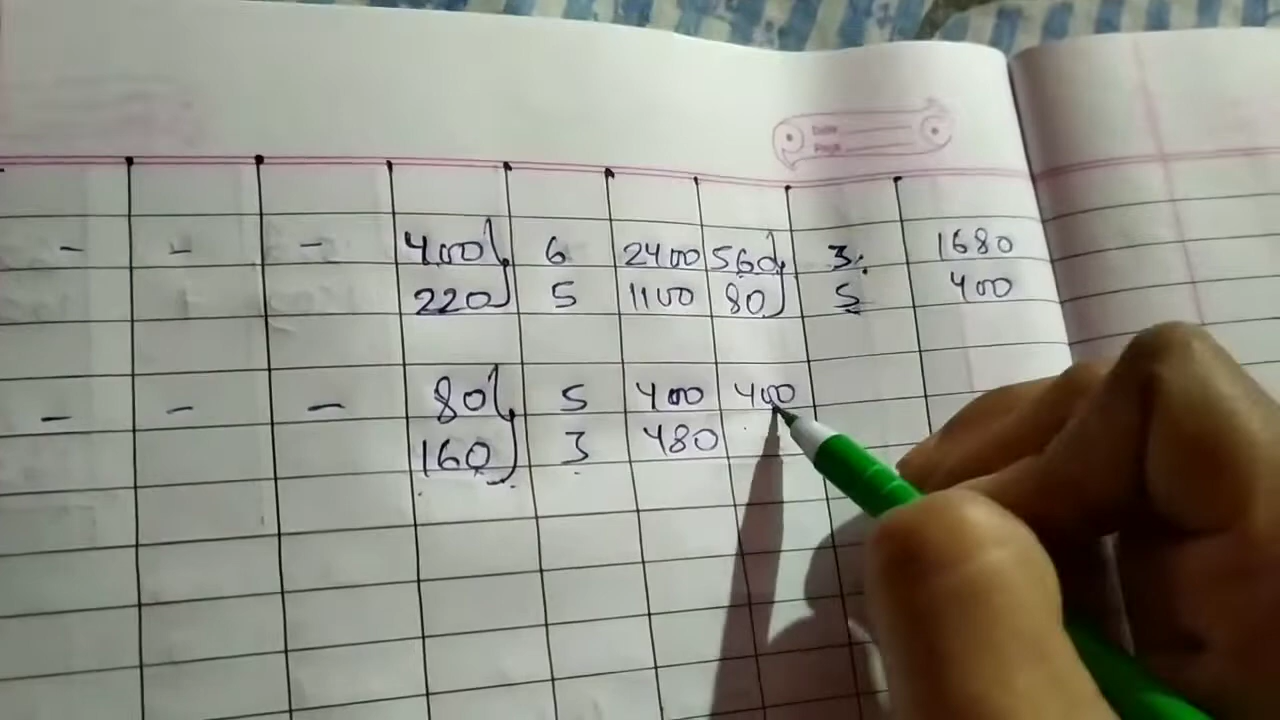 Date
Page
- - - 400 6 2400 560 3. 1680
220 5 1100 80 5 400
- - - 80 5 400 400
160 3 480